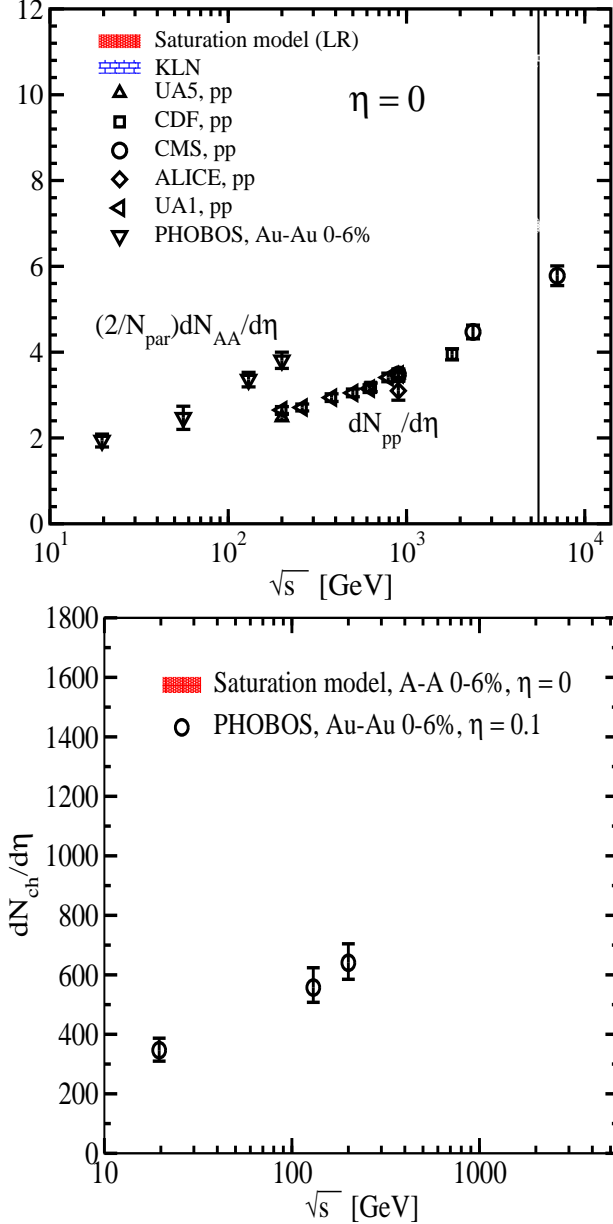 12
10
8
6
4
2
0
Saturation model (LR)
KLN
UA5, pp
CDF, pp
CMS, pp
ALICE, pp
UA1, pp
PHOBOS, Au-Au 0-6%
η = 0
(2/N_par)dN_AA/dη
dN_pp/dη
10^1 10^2 10^3 10^4
√s [GeV]
1800
1600
1400
1200
1000
800
600
400
200
0
dN_ch/dη
Saturation model, A-A 0-6%, η = 0
PHOBOS, Au-Au 0-6%, η = 0.1
10 100 1000
√s [GeV]